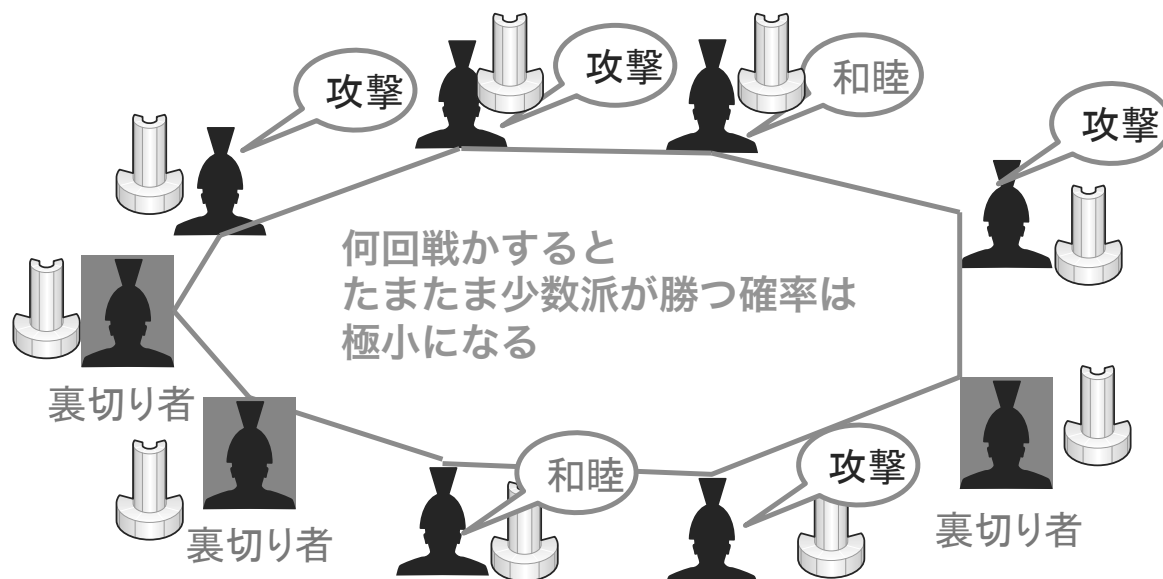 攻撃
攻撃
和睦
攻撃
何回戦かすると
たまたま少数派が勝つ確率は
極小になる
裏切り者
裏切り者
和睦
攻撃
裏切り者